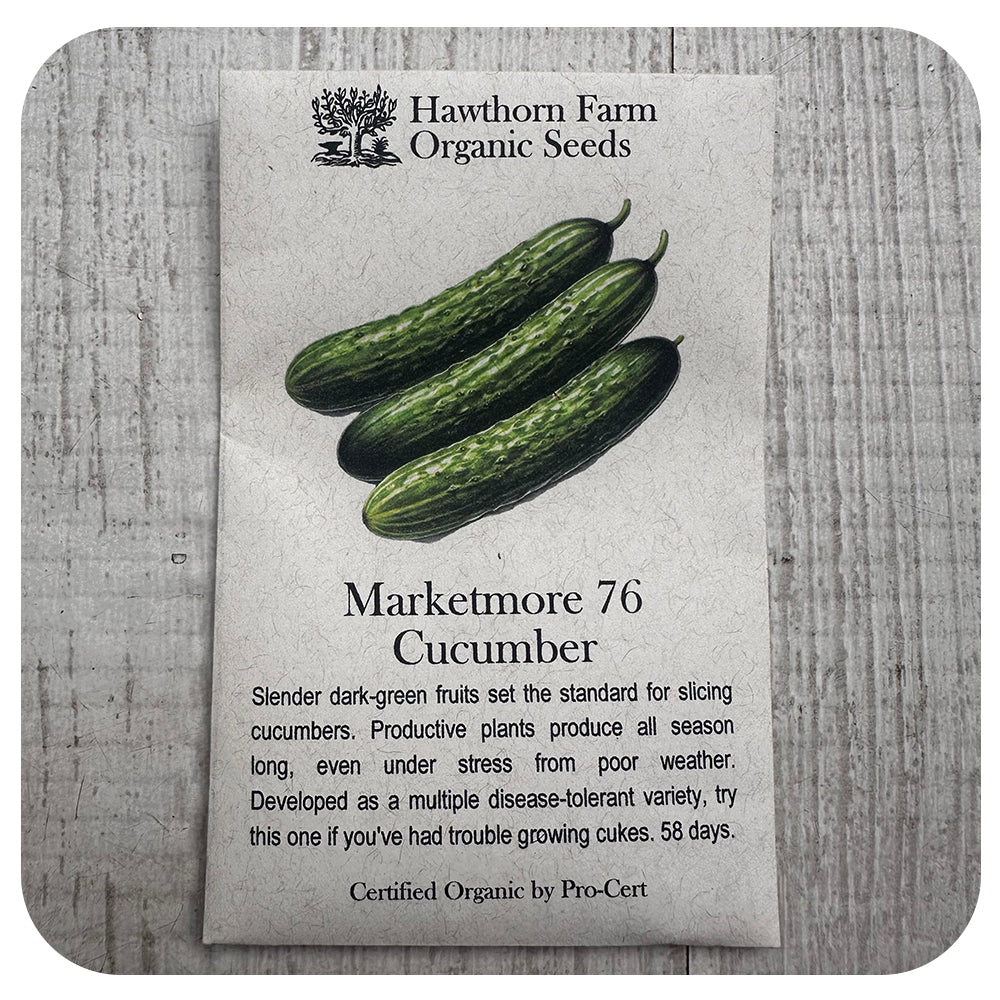 Hawthorn Farm
Organic Seeds
Marketmore 76
Cucumber
Slender dark-green fruits set the standard for slicing
cucumbers. Productive plants produce all season
long, even under stress from poor weather.
Developed as a multiple disease-tolerant variety, try
this one if you've had trouble growing cukes. 58 days.
Certified Organic by Pro-Cert